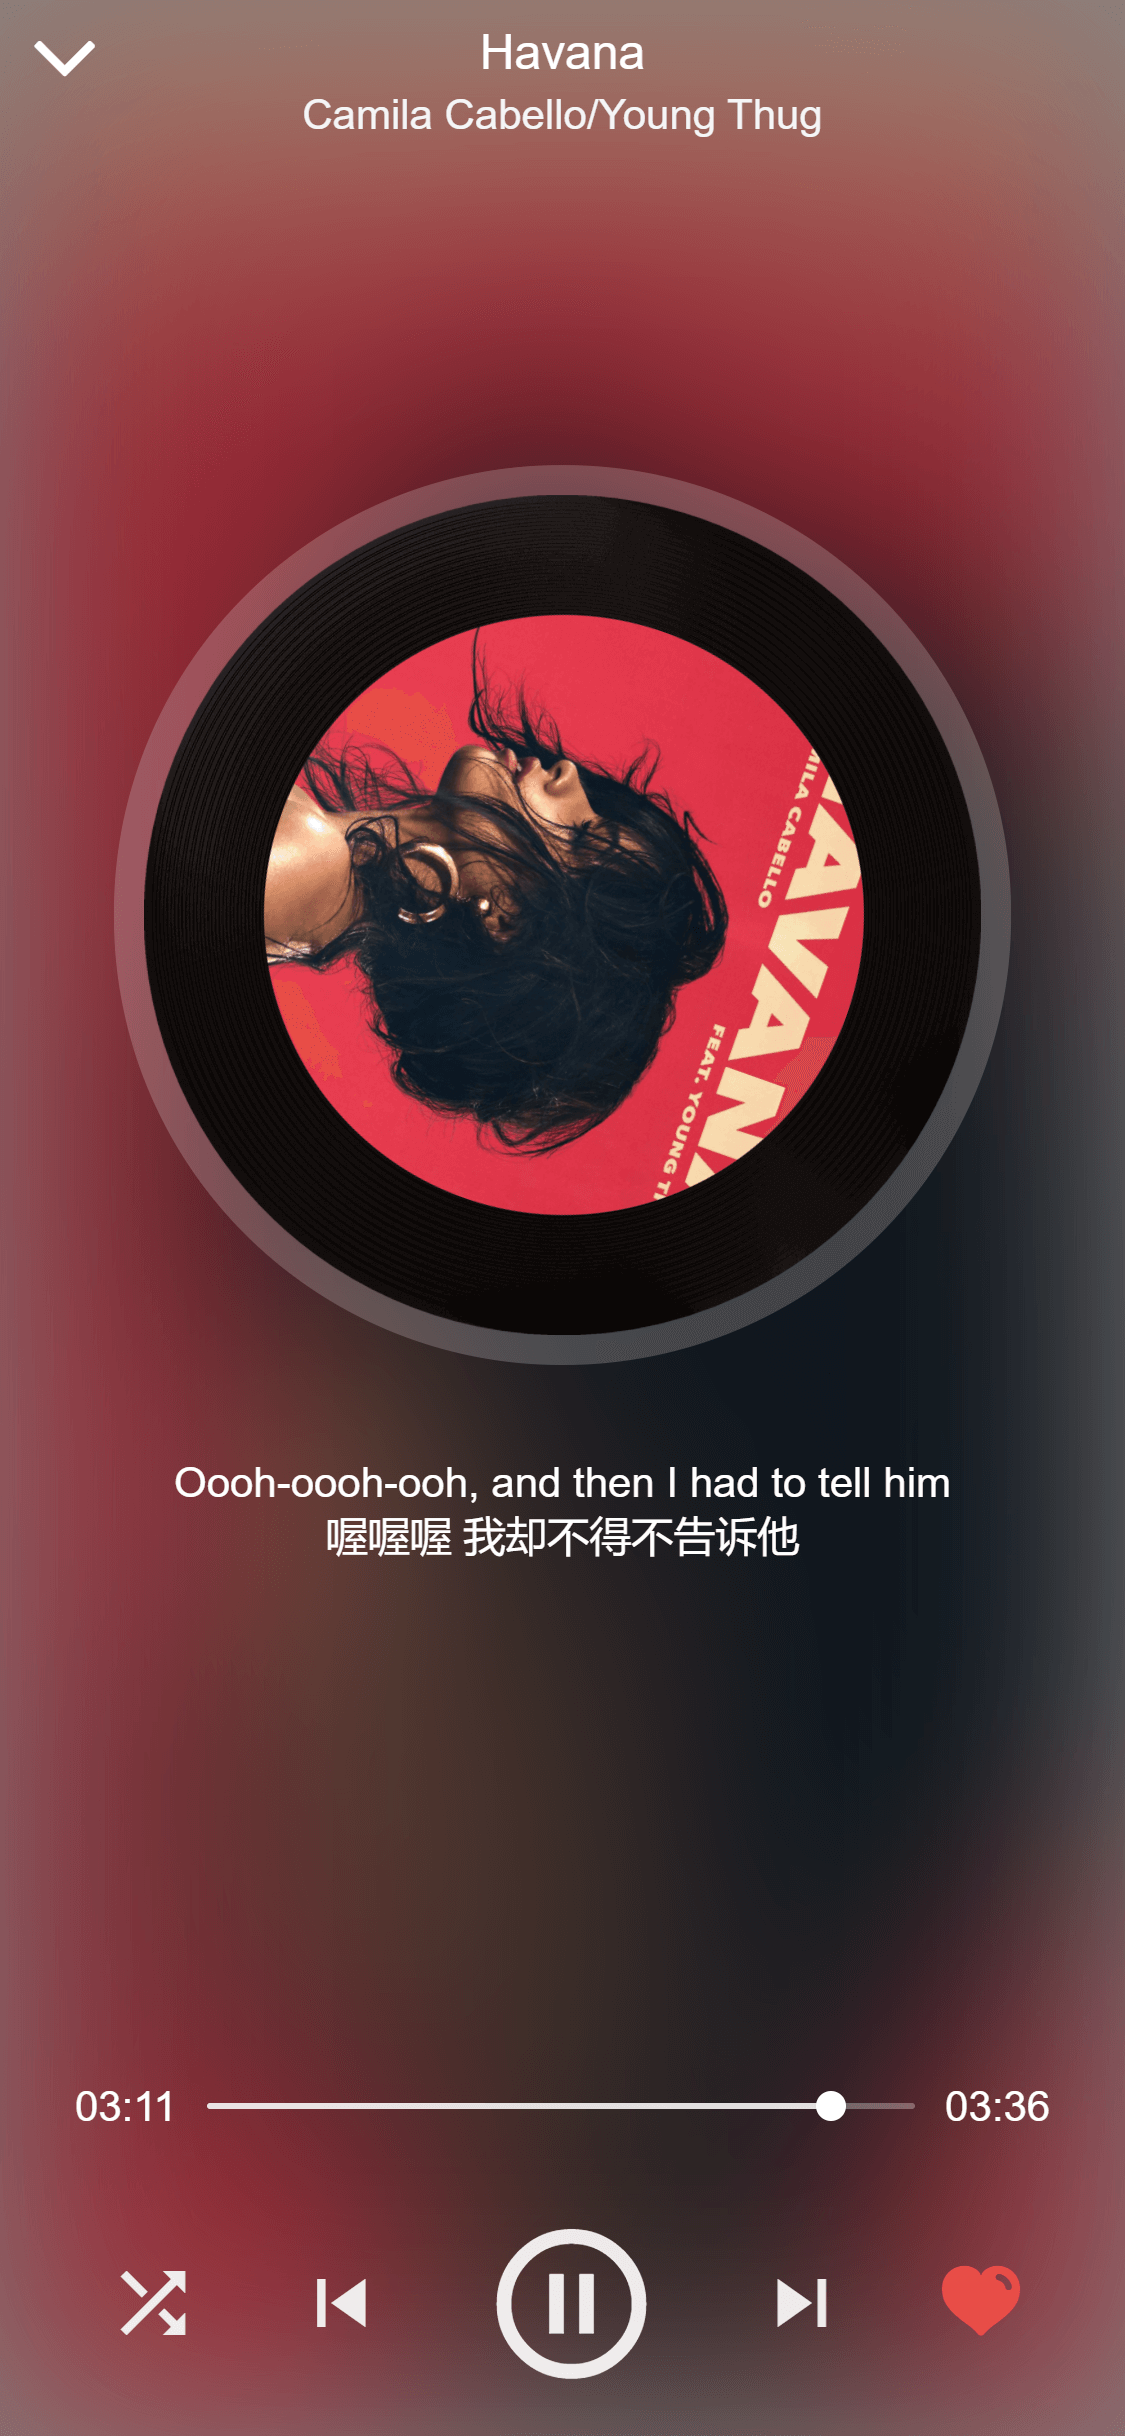 Havana
Camila Cabello/Young Thug
MILA CABELLO
AVAN
FEAT. YOUNG
Oooh-oooh-ooh, and then I had to tell him
喔喔喔 我却不得不告诉他
03:11
03:36